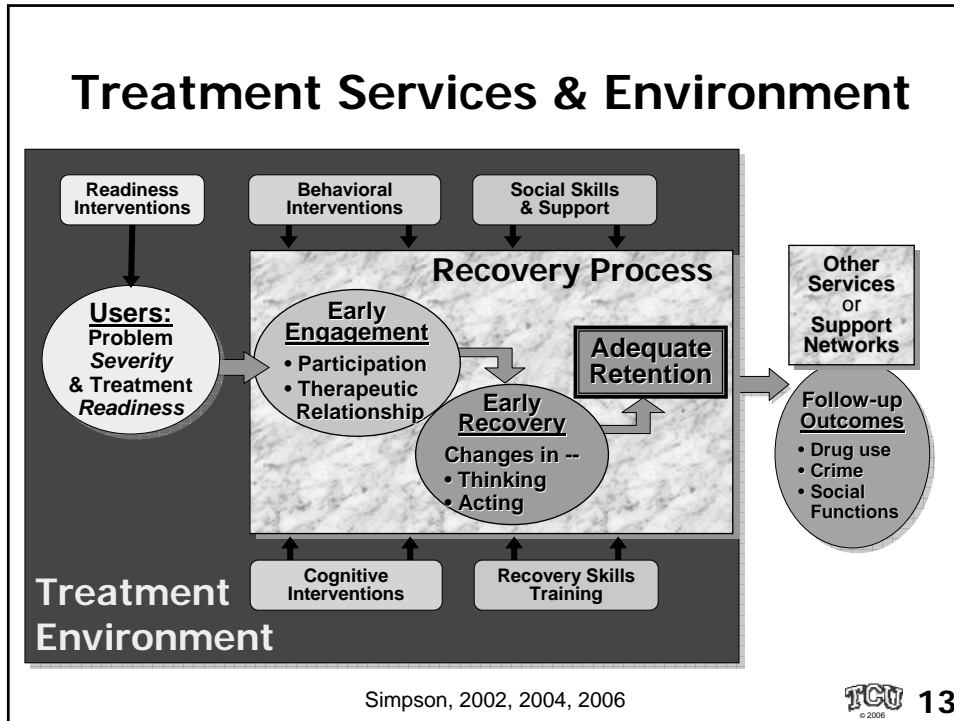 Treatment Services & Environment
Readiness
Interventions
Behavioral
Interventions
Social Skills
& Support
Recovery Process
Users:
Problem
Severity
& Treatment
Readiness
Early
Engagement
• Participation
• Therapeutic
Relationship
Early
Recovery
Changes in --
• Thinking
• Acting
Adequate
Retention
Other
Services
or
Support
Networks
Follow-up
Outcomes
• Drug use
• Crime
• Social
Functions
Cognitive
Interventions
Recovery Skills
Training
Treatment
Environment
Simpson, 2002, 2004, 2006
TCU
© 2006
13